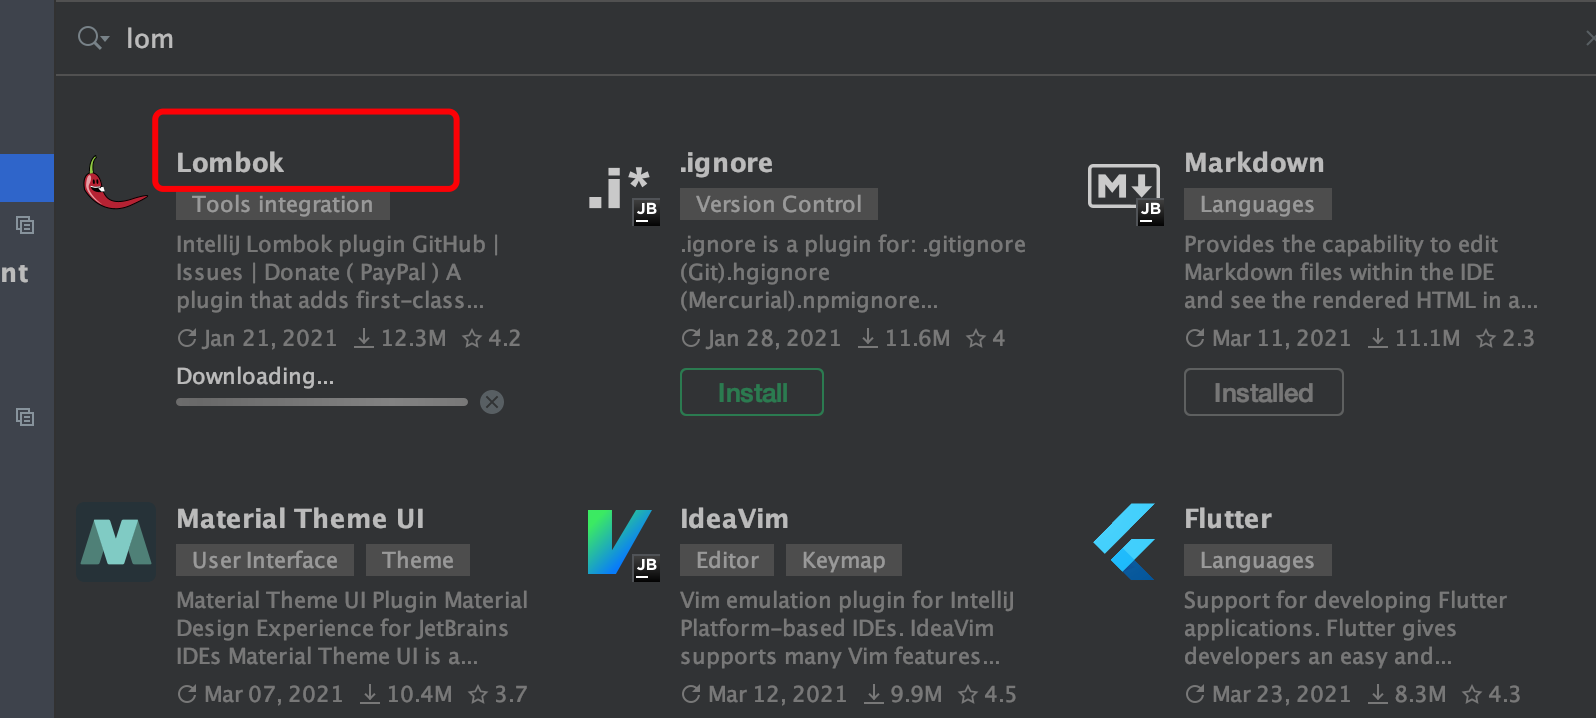 lom
Lombok
Tools integration
IntelliJ Lombok plugin GitHub |
Issues | Donate ( PayPal ) A
plugin that adds first-class...
Jan 21, 2021 12.3M 4.2
Downloading...
.i*
JB
.ignore
Version Control
.ignore is a plugin for: .gitignore
(Git).hgignore
(Mercurial).npmignore...
Jan 28, 2021 11.6M 4
Install
M
JB
Markdown
Languages
Provides the capability to edit
Markdown files within the IDE
and see the rendered HTML in a...
Mar 11, 2021 11.1M 2.3
Installed
nt
Material Theme UI
User Interface Theme
Material Theme UI Plugin Material
Design Experience for JetBrains
IDEs Material Theme UI is a...
Mar 07, 2021 10.4M 3.7
JB
IdeaVim
Editor Keymap
Vim emulation plugin for IntelliJ
Platform-based IDEs. IdeaVim
supports many Vim features...
Mar 12, 2021 9.9M 4.5
Flutter
Languages
Support for developing Flutter
applications. Flutter gives
developers an easy and...
Mar 23, 2021 8.3M 4.3